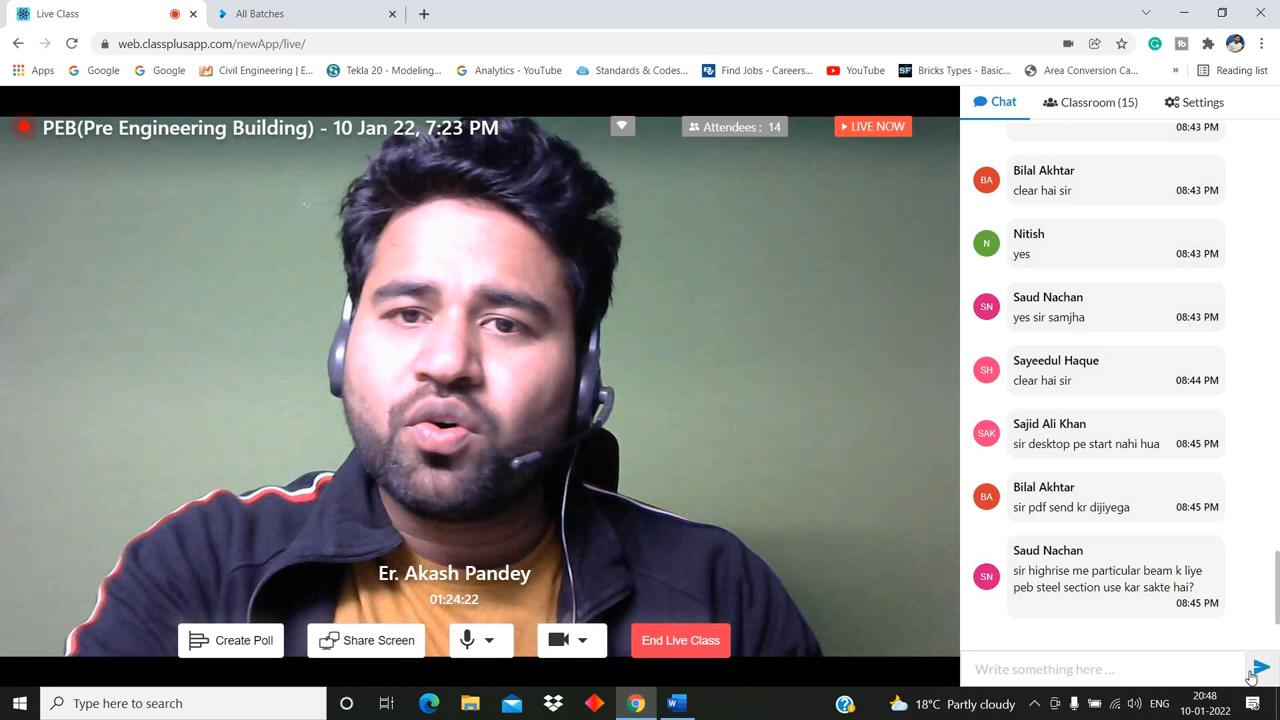 Live Class
All Batches
web.classplusapp.com/newApp/live/
Apps
Google
Google
Civil Engineering | E...
Tekla 20 - Modeling...
Analytics - YouTube
Standards & Codes...
Find Jobs - Careers...
YouTube
Bricks Types - Basic...
Area Conversion Ca...
»
Reading list
PEB(Pre Engineering Building) - 10 Jan 22, 7:23 PM
Attendees : 14
LIVE NOW
Er. Akash Pandey
01:24:22
Create Poll
Share Screen
End Live Class
Chat
Classroom (15)
Settings
08:43 PM
BA
Bilal Akhtar
clear hai sir
08:43 PM
N
Nitish
yes
08:43 PM
SN
Saud Nachan
yes sir samjha
08:43 PM
SH
Sayeedul Haque
clear hai sir
08:44 PM
SAK
Sajid Ali Khan
sir desktop pe start nahi hua
08:45 PM
BA
Bilal Akhtar
sir pdf send kr dijiyega
08:45 PM
SN
Saud Nachan
sir highrise me particular beam k liye
peb steel section use kar sakte hai?
08:45 PM
Write something here ...
Type here to search
18°C Partly cloudy
ENG
20:48
10-01-2022